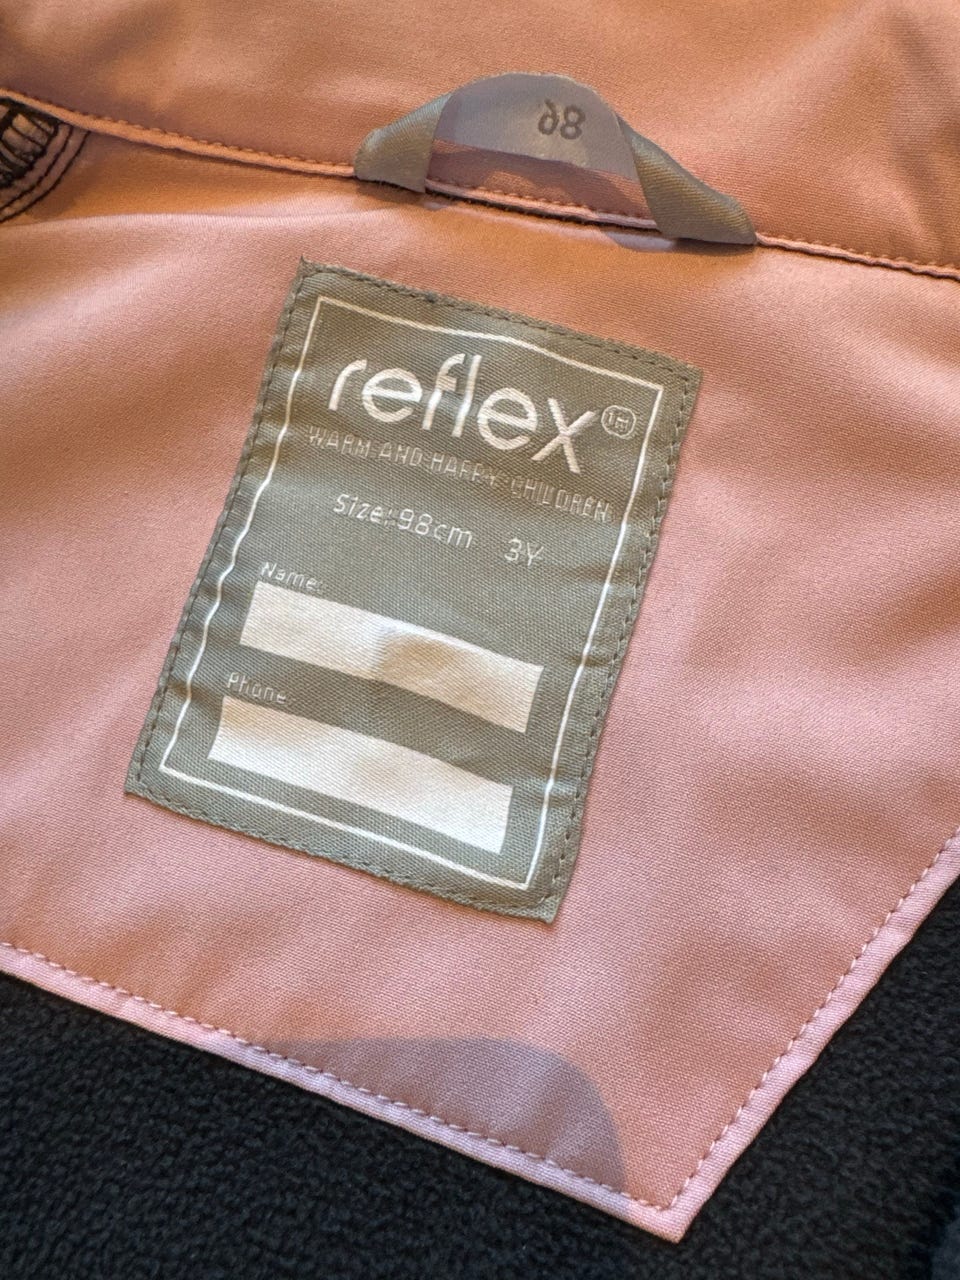 98
reflex
WARM AND HAPPY CHILDREN
Size: 98cm 3Y
Name:
Phone